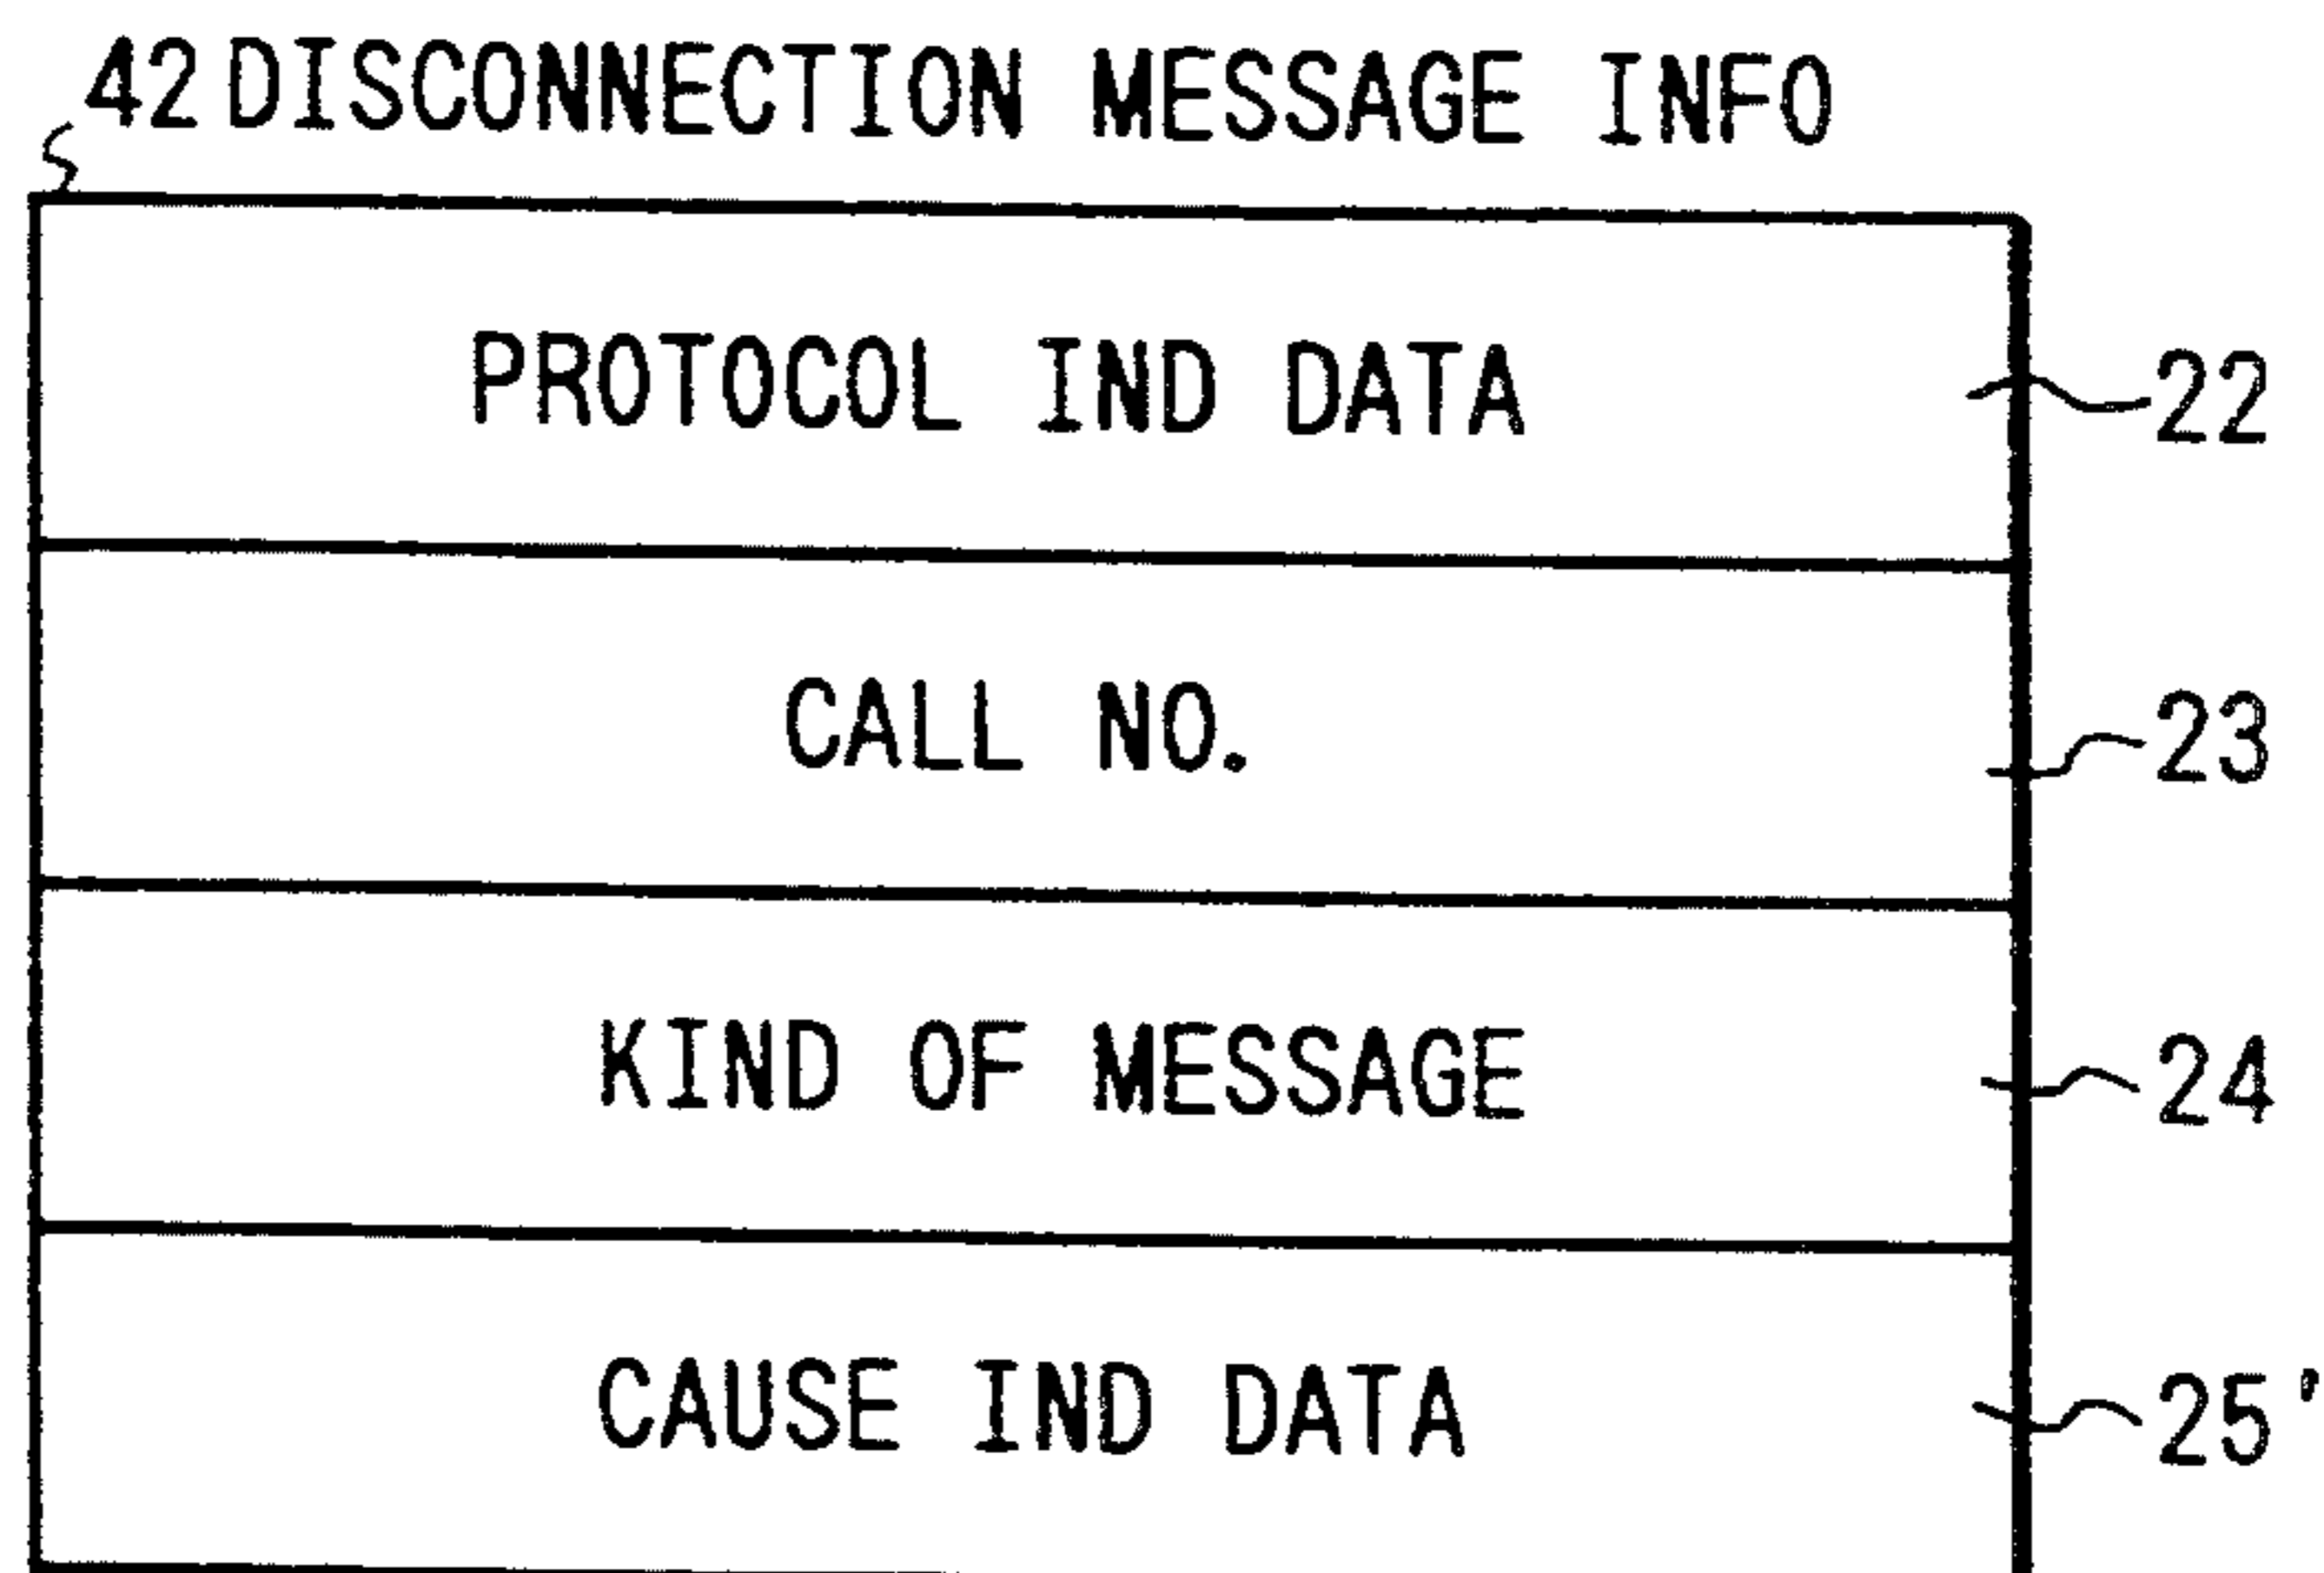 42 DISCONNECTION MESSAGE INFO
PROTOCOL IND DATA
22
CALL NO.
23
KIND OF MESSAGE
24
CAUSE IND DATA
25'